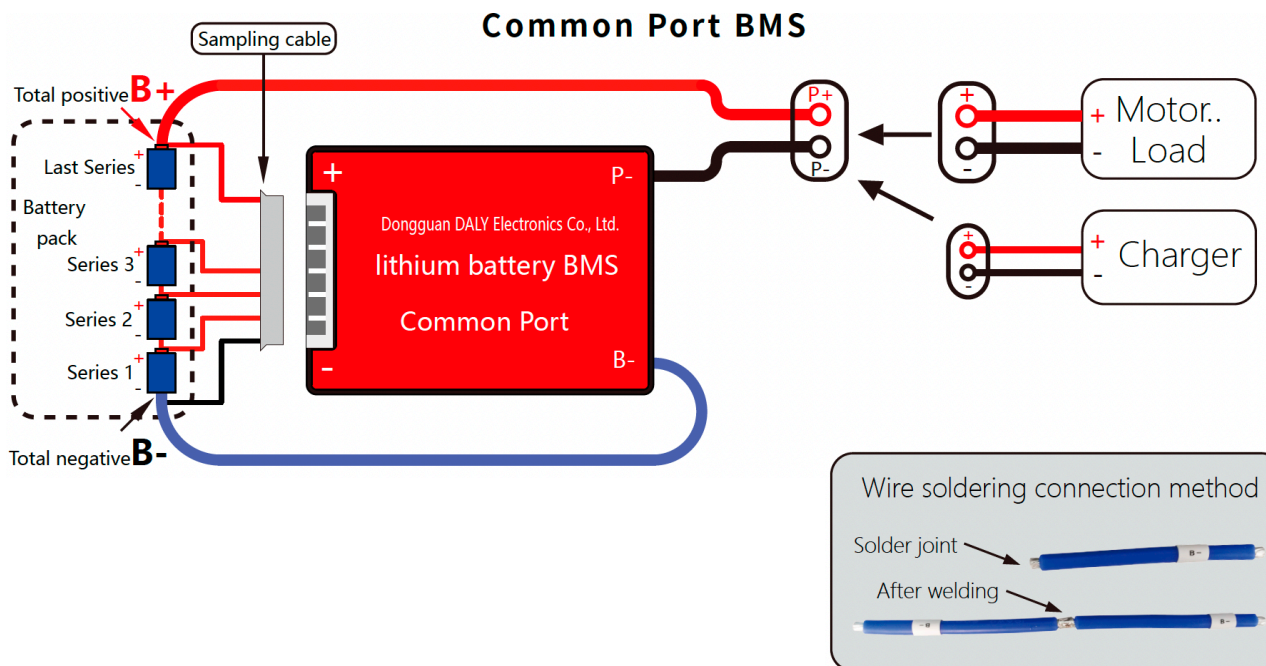 Common Port BMS
Sampling cable
Total positive B+
+
Last Series
-
Battery
pack
+
Series 3
-
+
Series 2
-
+
Series 1
-
Total negative B-
+
P-
Dongguan DALY Electronics Co., Ltd.
lithium battery BMS
Common Port
B-
-
P+
P-
+
-
+
-
Motor..
Load
+
-
+
-
Charger
Wire soldering connection method
Solder joint
B-
After welding
B-
B-